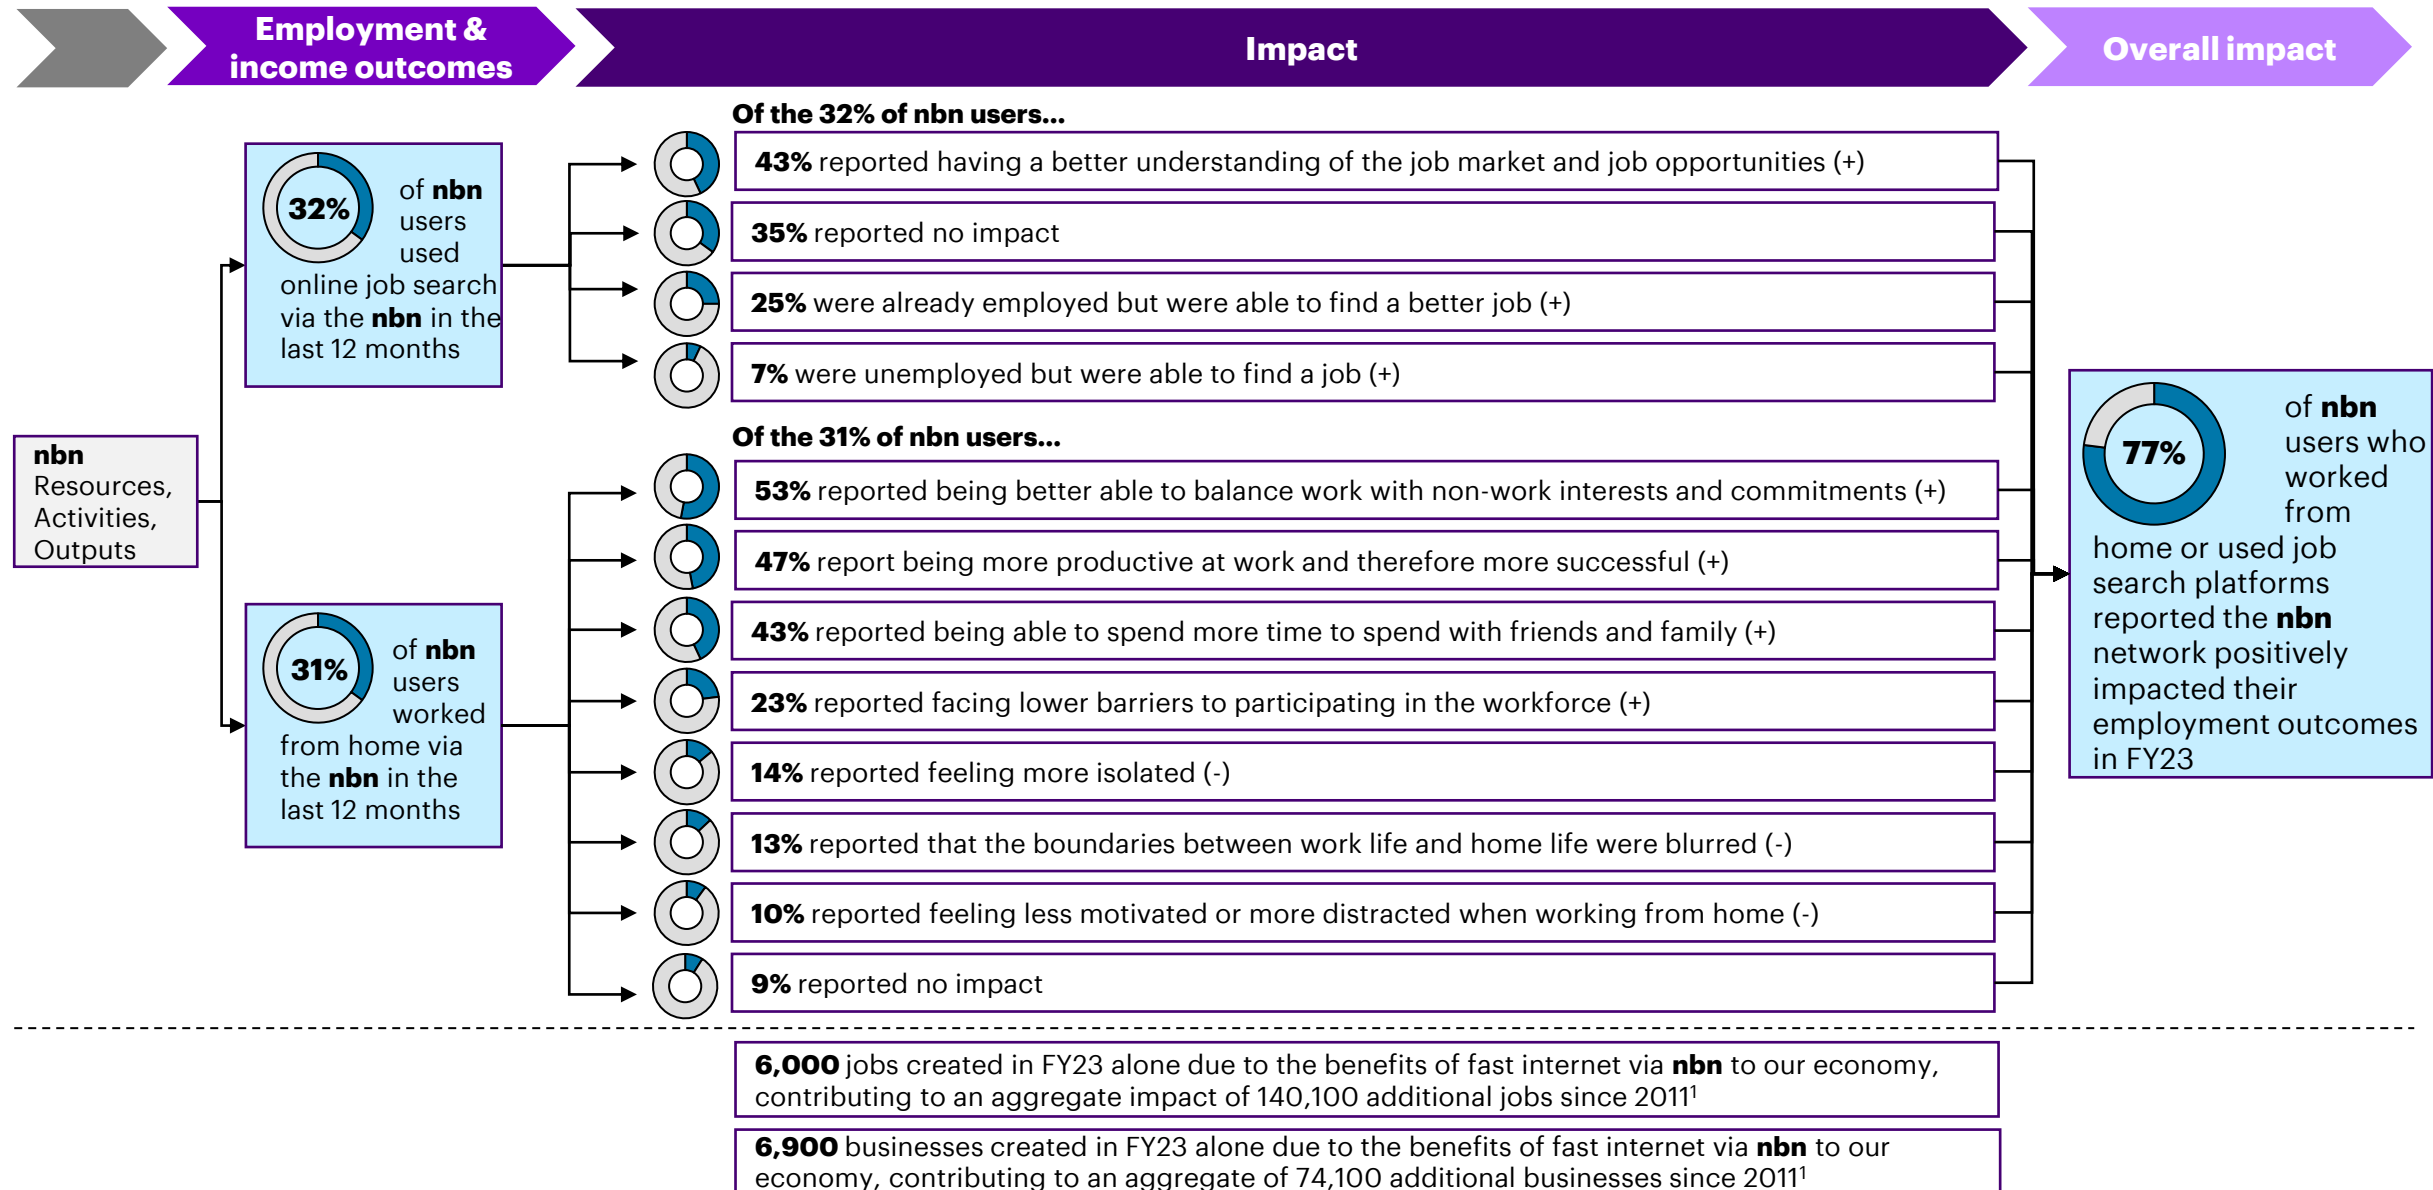 Employment &
income outcomes
Impact
Overall impact
Of the 32% of nbn users...
32%
of nbn
users
used
online job search
via the nbn in the
last 12 months
43% reported having a better understanding of the job market and job opportunities (+)
35% reported no impact
25% were already employed but were able to find a better job (+)
7% were unemployed but were able to find a job (+)
nbn
Resources,
Activities,
Outputs
Of the 31% of nbn users...
31%
of nbn
users
worked
from home via
the nbn in the
last 12 months
53% reported being better able to balance work with non-work interests and commitments (+)
47% report being more productive at work and therefore more successful (+)
43% reported being able to spend more time to spend with friends and family (+)
23% reported facing lower barriers to participating in the workforce (+)
14% reported feeling more isolated (-)
13% reported that the boundaries between work life and home life were blurred (-)
10% reported feeling less motivated or more distracted when working from home (-)
9% reported no impact
77%
of nbn
users who
worked
from
home or used job
search platforms
reported the nbn
network positively
impacted their
employment outcomes
in FY23
6,000 jobs created in FY23 alone due to the benefits of fast internet via nbn to our economy,
contributing to an aggregate impact of 140,100 additional jobs since 2011¹
6,900 businesses created in FY23 alone due to the benefits of fast internet via nbn to our
economy, contributing to an aggregate of 74,100 additional businesses since 2011¹